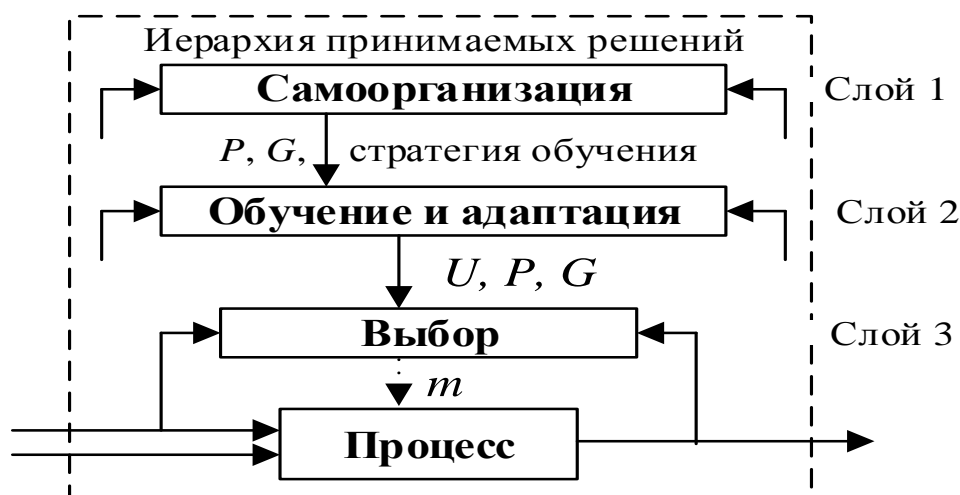 Иерархия принимаемых решений
Самоорганизация
Слой 1
P, G, стратегия обучения
Обучение и адаптация
Слой 2
U, P, G
Выбор
Слой 3
m
Процесс